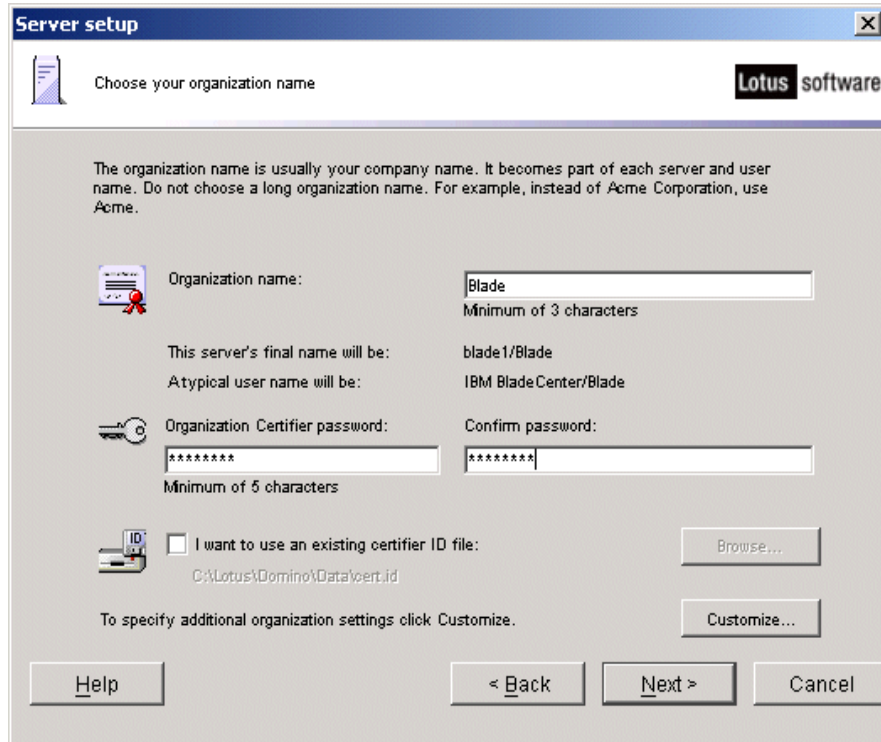 Server setup
Choose your organization name
Lotus software
The organization name is usually your company name. It becomes part of each server and user
name. Do not choose a long organization name. For example, instead of Acme Corporation, use
Acme.
Organization name:
Blade
Minimum of 3 characters
This server's final name will be:
blade1/Blade
A typical user name will be:
IBM BladeCenter/Blade
Organization Certifier password:
Confirm password:
********
********
Minimum of 5 characters
ID
I want to use an existing certifier ID file:
Browse...
C:\Lotus\Domino\Data\cert.id
To specify additional organization settings click Customize.
Customize...
Help
< Back
Next >
Cancel